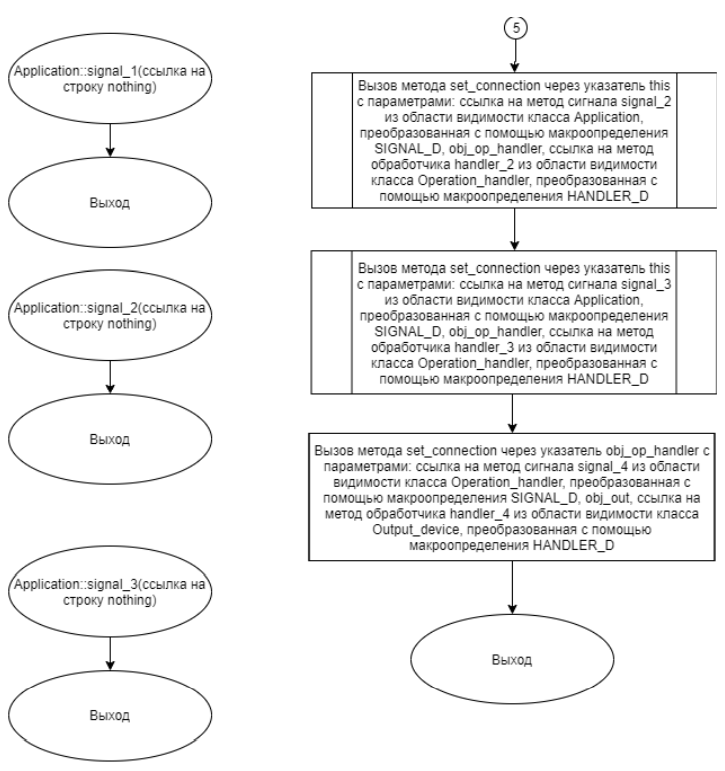 Application::signal_1(ссылка на
строку nothing)
Выход
Application::signal_2(ссылка на
строку nothing)
Выход
Application::signal_3(ссылка на
строку nothing)
Выход
5
Вызов метода set_connection через указатель this
с параметрами: ссылка на метод сигнала signal_2
из области видимости класса Application,
преобразованная с помощью макроопределения
SIGNAL_D, obj_op_handler, ссылка на метод
обработчика handler_2 из области видимости
класса Operation_handler, преобразованная с
помощью макроопределения HANDLER_D
Вызов метода set_connection через указатель this
с параметрами: ссылка на метод сигнала signal_3
из области видимости класса Application,
преобразованная с помощью макроопределения
SIGNAL_D, obj_op_handler, ссылка на метод
обработчика handler_3 из области видимости
класса Operation_handler, преобразованная с
помощью макроопределения HANDLER_D
Вызов метода set_connection через указатель obj_op_handler с
параметрами: ссылка на метод сигнала signal_4 из области
видимости класса Operation_handler, преобразованная с
помощью макроопределения SIGNAL_D, obj_out, ссылка на
метод обработчика handler_4 из области видимости класса
Output_device, преобразованная с помощью
макроопределения HANDLER_D
Выход